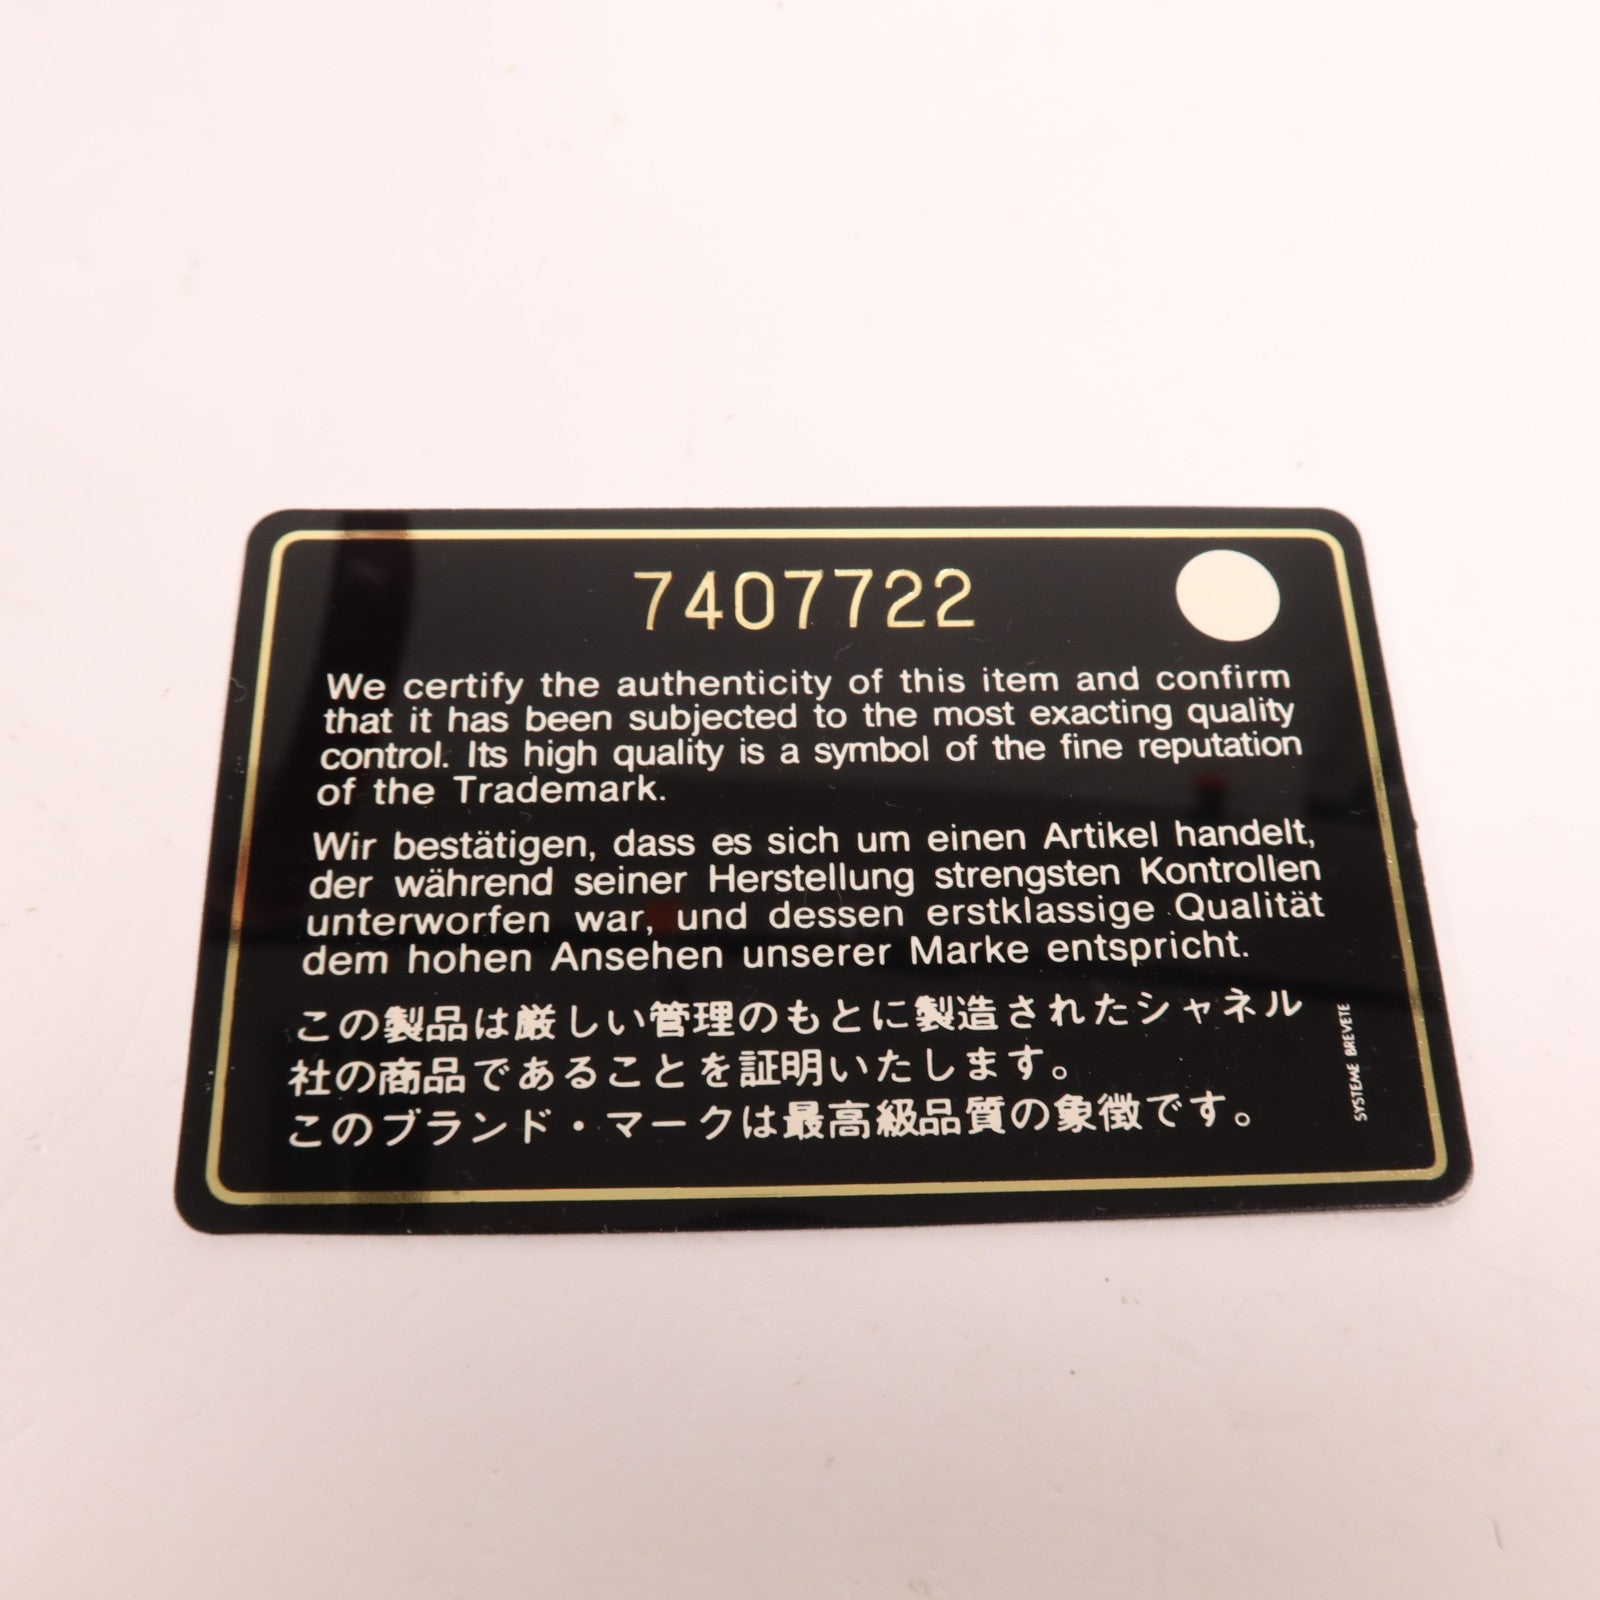 7407722
We certify the authenticity of this item and confirm
that it has been subjected to the most exacting quality
control. Its high quality is a symbol of the fine reputation
of the Trademark.
Wir bestätigen, dass es sich um einen Artikel handelt,
der während seiner Herstellung strengsten Kontrollen
unterworfen war, und dessen erstklassige Qualität
dem hohen Ansehen unserer Marke entspricht.
この製品は厳しい管理のもとに製造されたシャネル
社の商品であることを証明いたします。
このブランド・マークは最高級品質の象徴です。
SYSTEME BREVETE